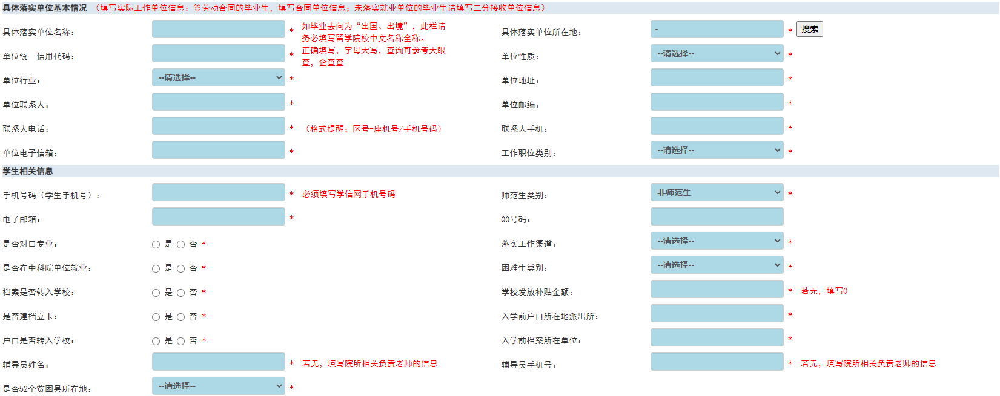 具体落实单位基本情况 （填写实际工作单位信息：签劳动合同的毕业生，填写合同单位信息；未落实就业单位的毕业生请填写二分接收单位信息）
具体落实单位名称： * 如毕业去向为“出国、出境”，此栏请务必填写留学院校中文名称全称。 具体落实单位所在地： - * 搜索
单位统一信用代码： * 正确填写，字母大写，查询可参考天眼查，企查查 单位性质： --请选择-- *
单位行业： --请选择-- * 单位地址： *
单位联系人： * 单位邮编： *
联系人电话： * （格式提醒：区号-座机号/手机号码） 联系人手机： *
单位电子信箱： * 工作职位类别： --请选择-- *
学生相关信息
手机号码（学生手机号）： * 必须填写学信网手机号码 师范生类别： 非师范生 *
电子邮箱： * QQ号码：
是否对口专业： 是 否 * 落实工作渠道： --请选择-- *
是否在中科院单位就业： 是 否 * 困难生类别： --请选择-- *
档案是否转入学校： 是 否 * 学校发放补贴金额： * 若无，填写0
是否建档立卡： 是 否 * 入学前户口所在地派出所： *
户口是否转入学校： 是 否 * 入学前档案所在单位： *
辅导员姓名： * 若无，填写院所相关负责老师的信息 辅导员手机号： * 若无，填写院所相关负责老师的信息
是否52个贫困县所在地： --请选择-- *